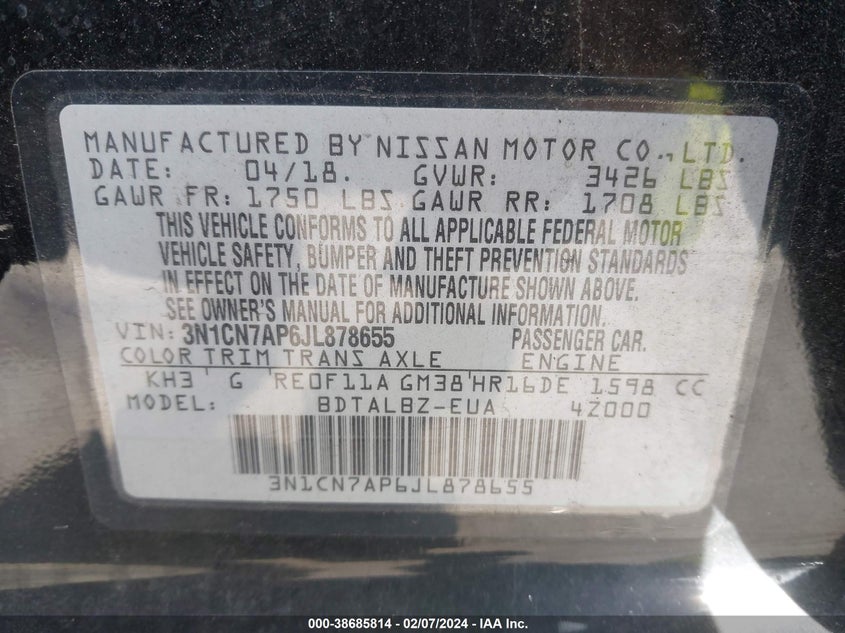 MANUFACTURED BY NISSAN MOTOR CO., LTD.
DATE: 04/18. GVWR: 3426 LBS
GAWR FR: 1750 LBS GAWR RR: 1708 LBS
THIS VEHICLE CONFORMS TO ALL APPLICABLE FEDERAL MOTOR
VEHICLE SAFETY, BUMPER AND THEFT PREVENTION STANDARDS
IN EFFECT ON THE DATE OF MANUFACTURE SHOWN ABOVE.
SEE OWNER'S MANUAL FOR ADDITIONAL INFORMATION.
VIN: 3N1CN7AP6JL878655 PASSENGER CAR.
COLOR TRIM TRANS AXLE ENGINE
KH3 G RE0F11A GM38 HR16DE 1598 CC
MODEL: BDTALBZ-EUA 4Z000
3N1CN7AP6JL878655
000-38685814 - 02/07/2024 - IAA Inc.